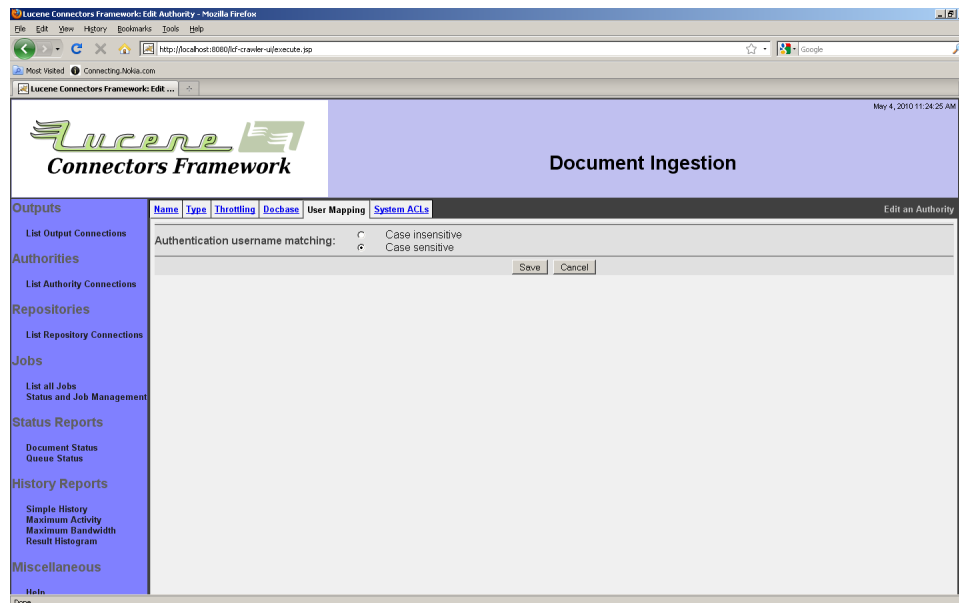 Lucene Connectors Framework: Edit Authority - Mozilla Firefox
File Edit View History Bookmarks Tools Help
http://localhost:8080/lcf-crawler-ui/execute.jsp
Google
Most Visited Connecting.Nokia.com
Lucene Connectors Framework: Edit ...
May 4, 2010 11:24:25 AM
Lucene
Connectors Framework
Document Ingestion
Outputs
List Output Connections
Authorities
List Authority Connections
Repositories
List Repository Connections
Jobs
List all Jobs
Status and Job Management
Status Reports
Document Status
Queue Status
History Reports
Simple History
Maximum Activity
Maximum Bandwidth
Result Histogram
Miscellaneous
Help
Name Type Throttling Docbase User Mapping System ACLs Edit an Authority
Authentication username matching:
Case insensitive
Case sensitive
Save Cancel
Done